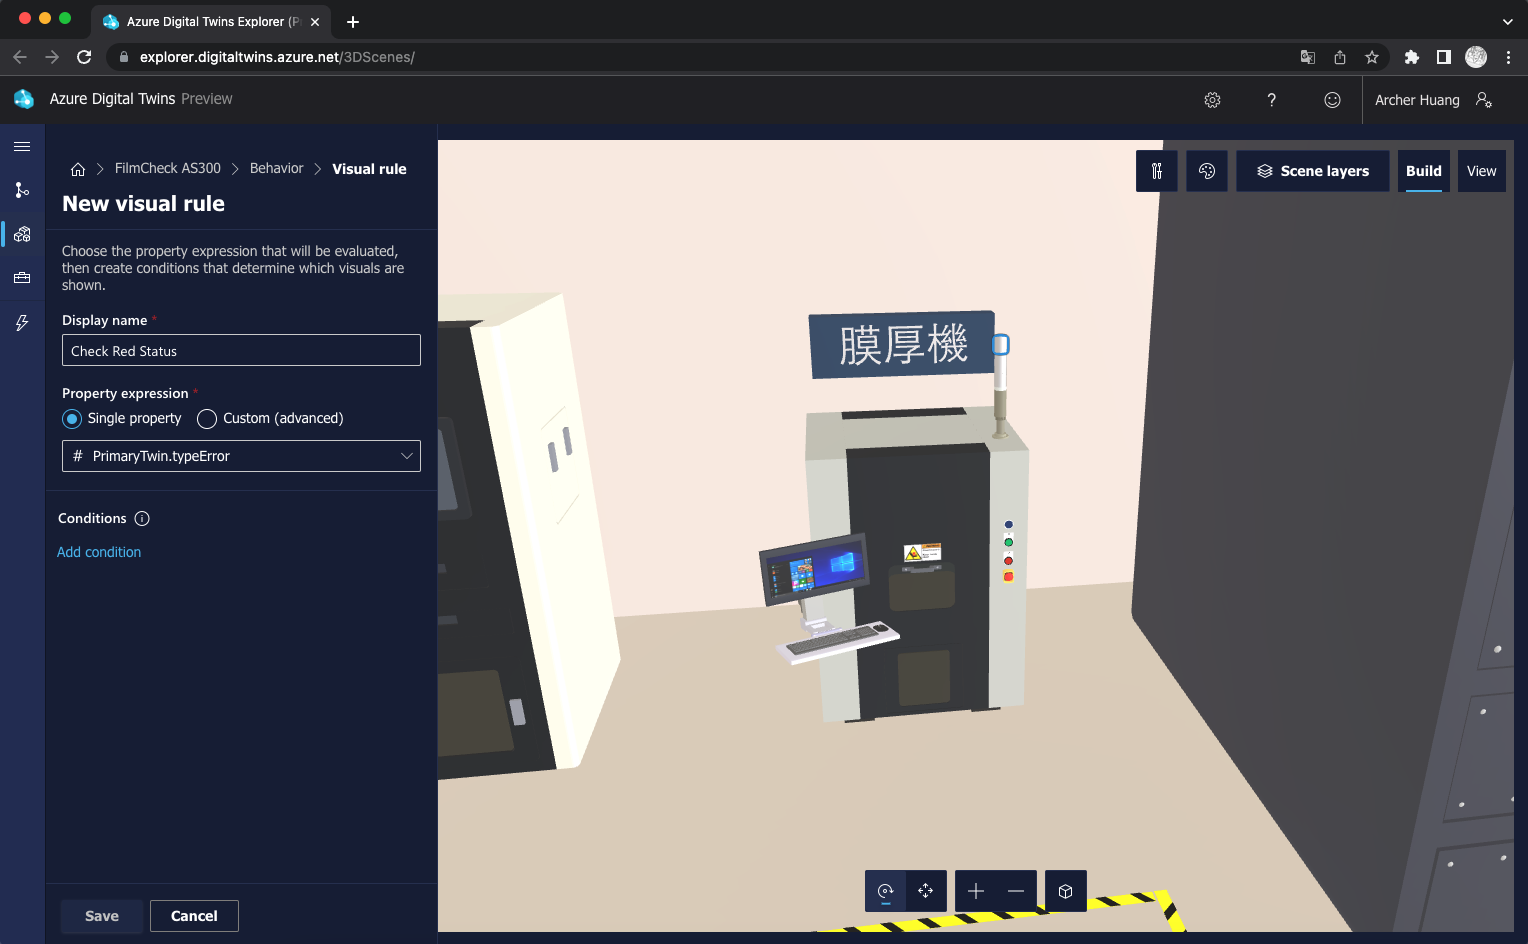 Azure Digital Twins Explorer (P
explorer.digitaltwins.azure.net/3DScenes/
Azure Digital Twins Preview
Archer Huang
FilmCheck AS300
Behavior
Visual rule
New visual rule
Choose the property expression that will be evaluated,
then create conditions that determine which visuals are
shown.
Display name *
Check Red Status
Property expression *
Single property
Custom (advanced)
# PrimaryTwin.typeError
Conditions
Add condition
Save
Cancel
Scene layers
Build
View
膜厚機